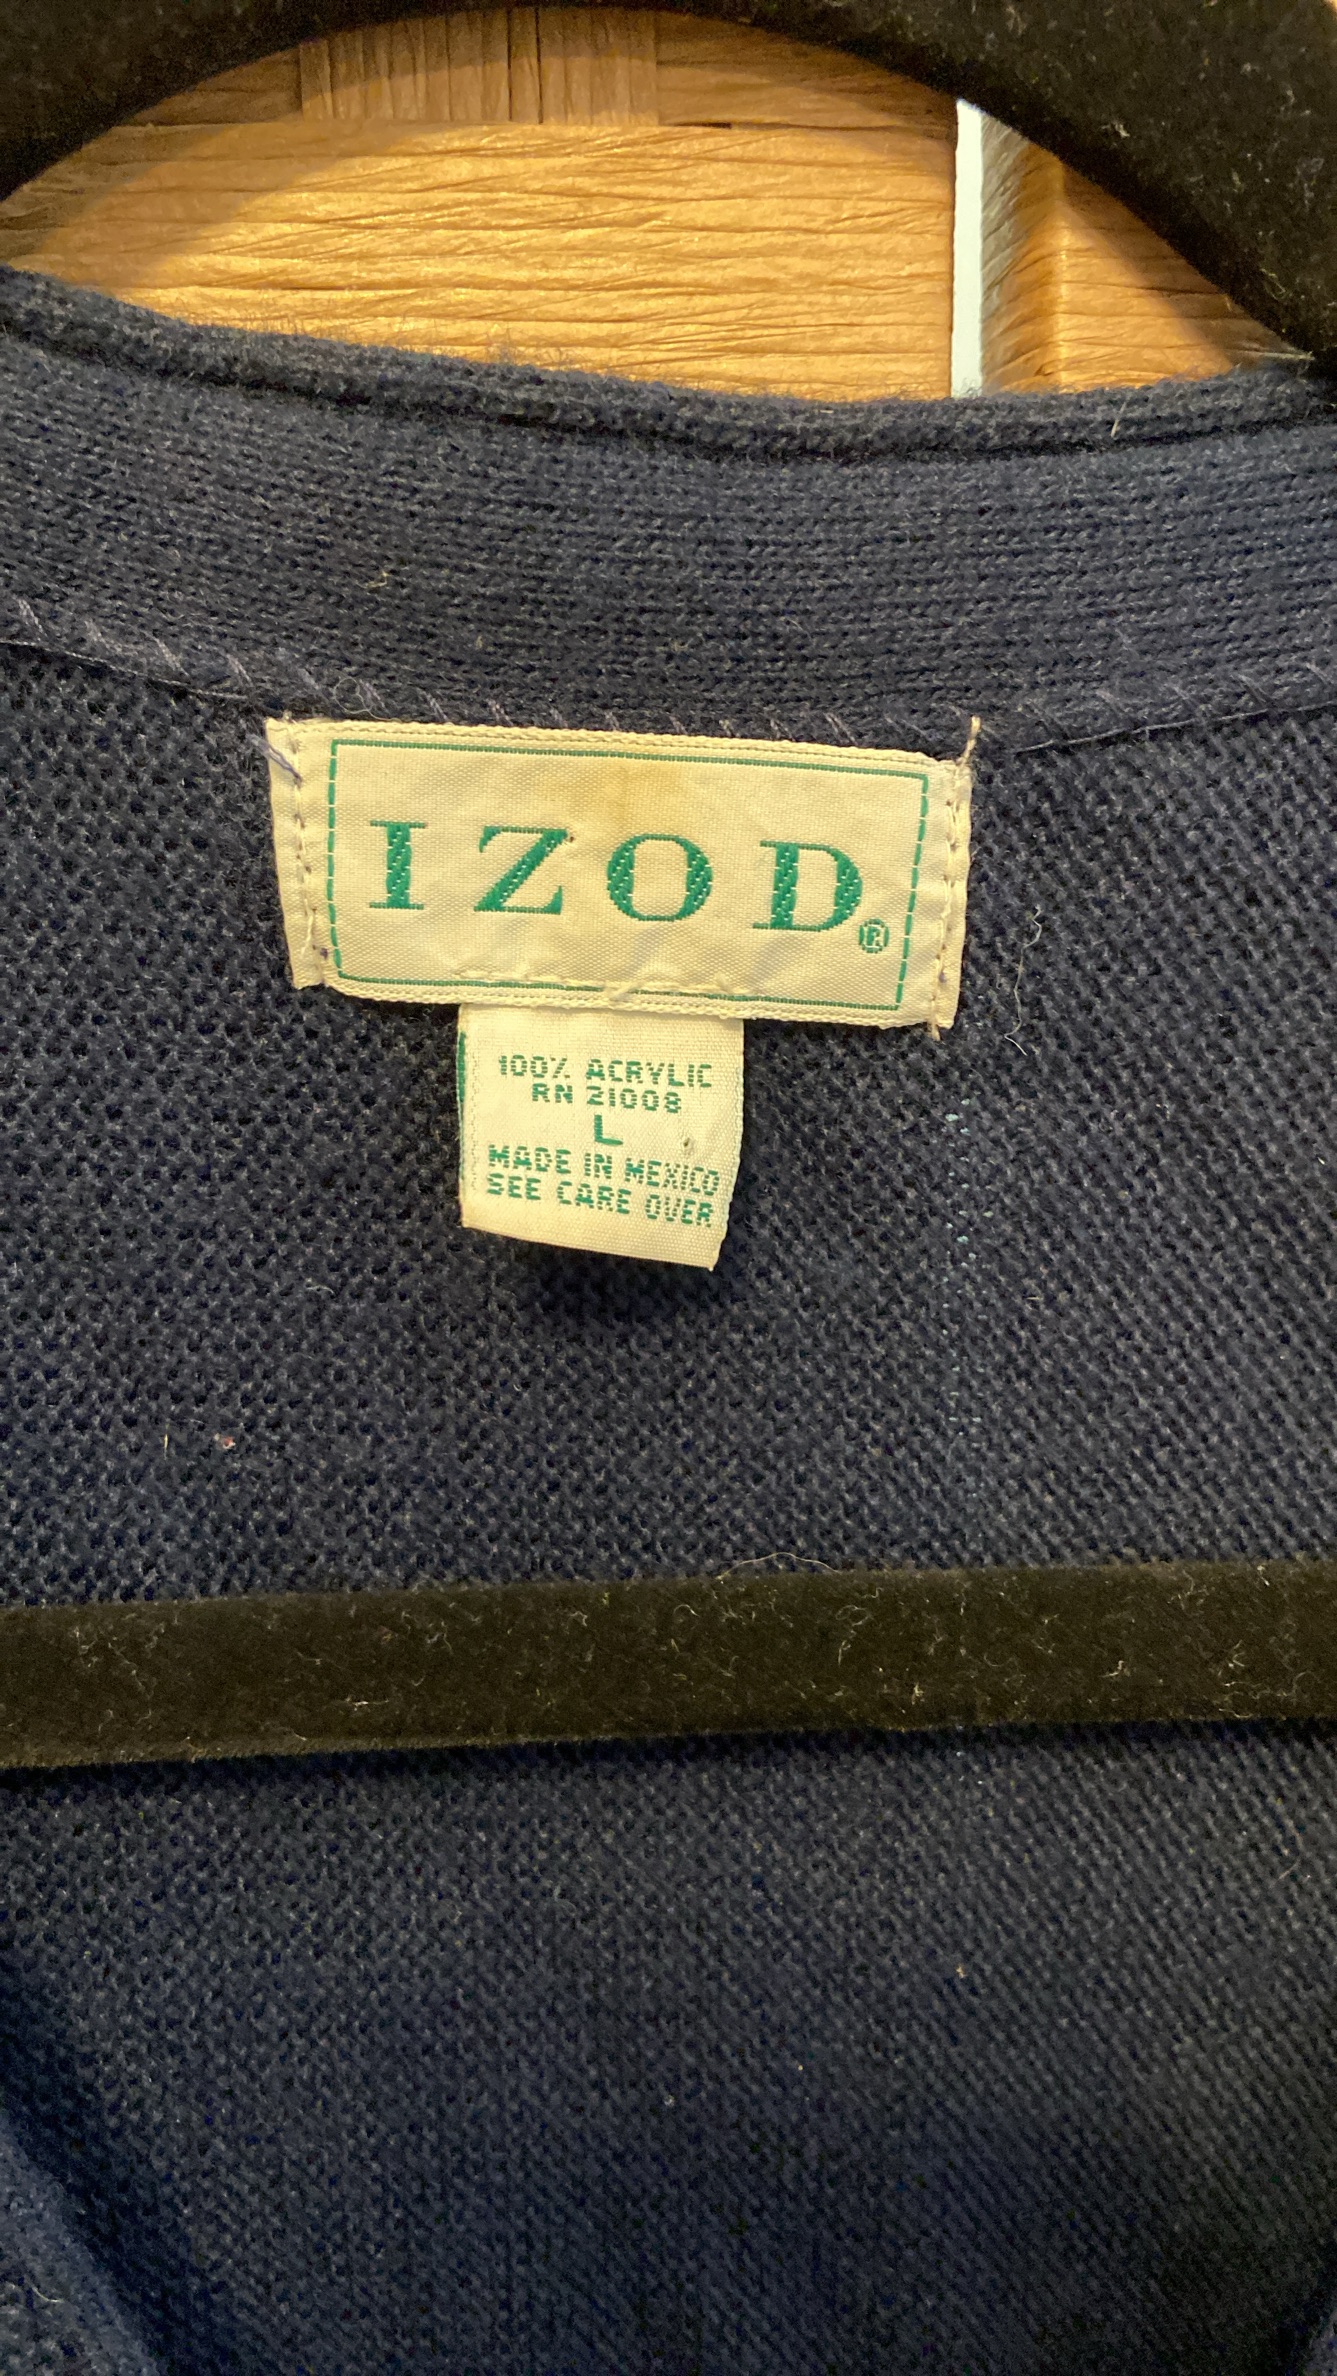 IZOD®
100% ACRYLIC
RN 21008
L
MADE IN MEXICO
SEE CARE OVER